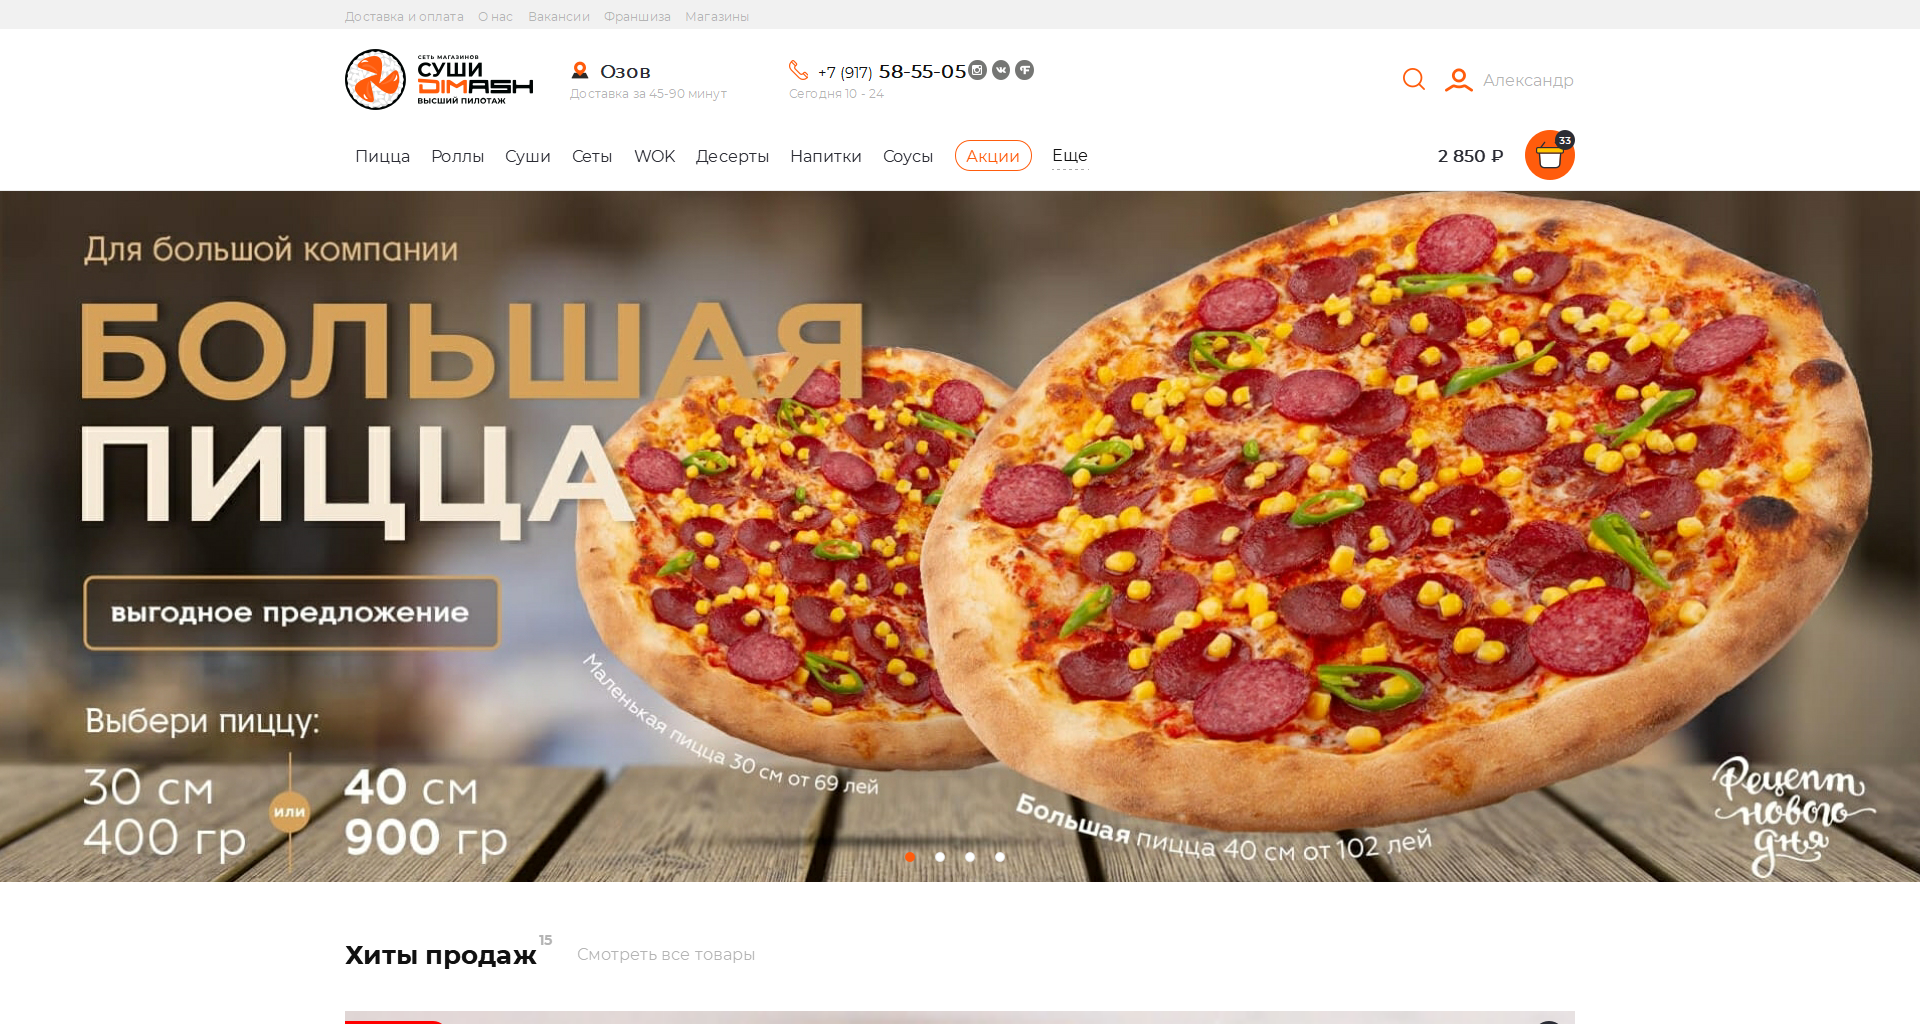 Доставка и оплата О нас Вакансии Франшиза Магазины
СЕТЬ МАГАЗИНОВ
СУШИ
DIMASH
ВЫСШИЙ ПИЛОТАЖ
Озов
Доставка за 45-90 минут
+7 (917) 58-55-05
Сегодня 10 - 24
Александр
Пицца Роллы Суши Сеты WOK Десерты Напитки Соусы Акции Еще
2 850 ₽
33
Для большой компании
БОЛЬШАЯ
ПИЦЦА
выгодное предложение
Выбери пиццу:
30 см
400 гр
или
40 см
900 гр
Маленькая пицца 30 см от 69 лей
Большая пицца 40 см от 102 лей
Рецепт
нового
дня
Хиты продаж 15
Смотреть все товары